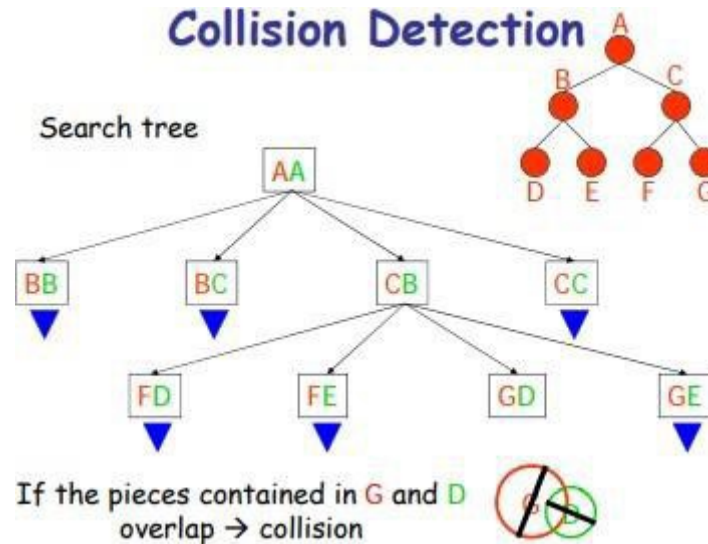 Collision Detection
A
B C
D E F G
Search tree
AA
BB BC CB CC
FD FE GD GE
If the pieces contained in G and D
overlap → collision
G D